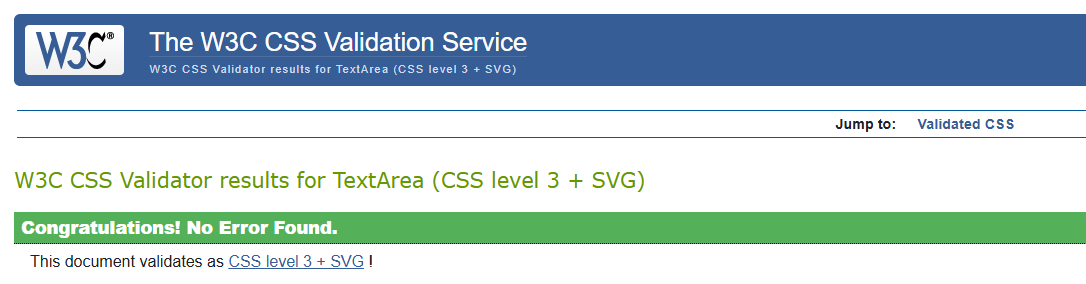 W3C® The W3C CSS Validation Service
W3C CSS Validator results for TextArea (CSS level 3 + SVG)
Jump to: Validated CSS
W3C CSS Validator results for TextArea (CSS level 3 + SVG)
Congratulations! No Error Found.
This document validates as CSS level 3 + SVG !